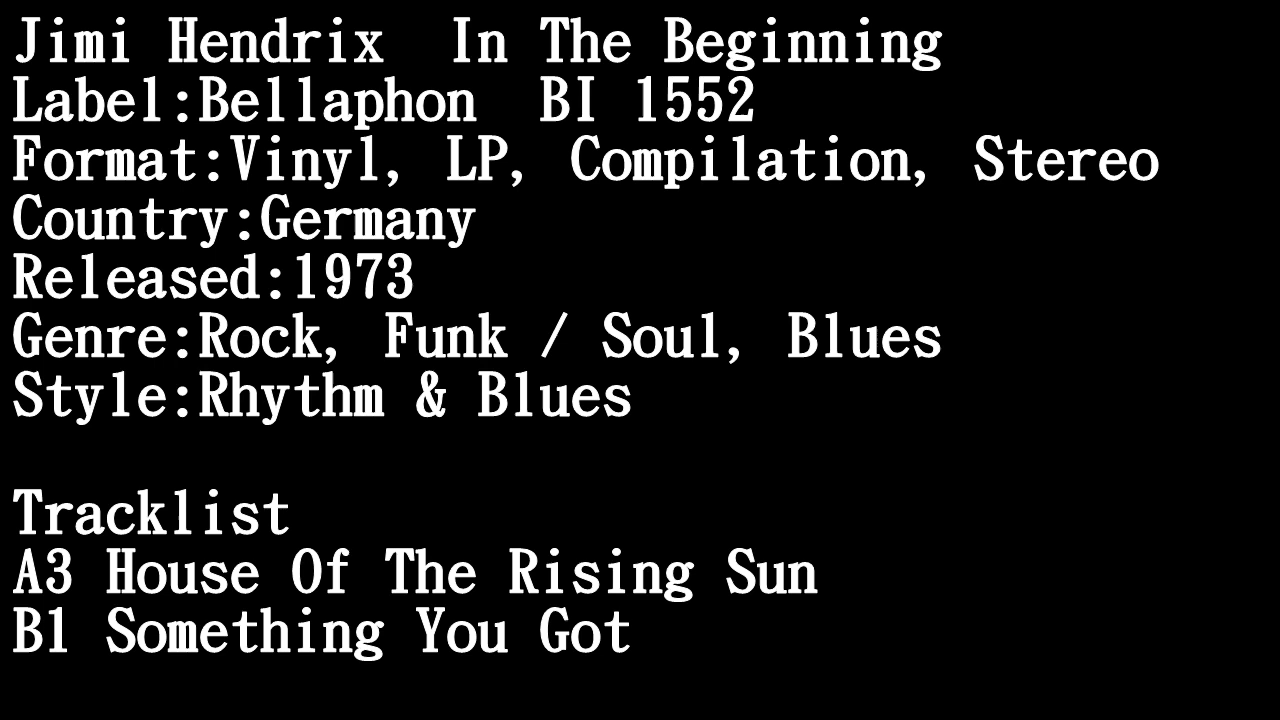 Jimi Hendrix  In The Beginning
Label:Bellaphon  BI 1552
Format:Vinyl, LP, Compilation, Stereo
Country:Germany
Released:1973
Genre:Rock, Funk / Soul, Blues
Style:Rhythm & Blues

Tracklist
A3 House Of The Rising Sun
B1 Something You Got